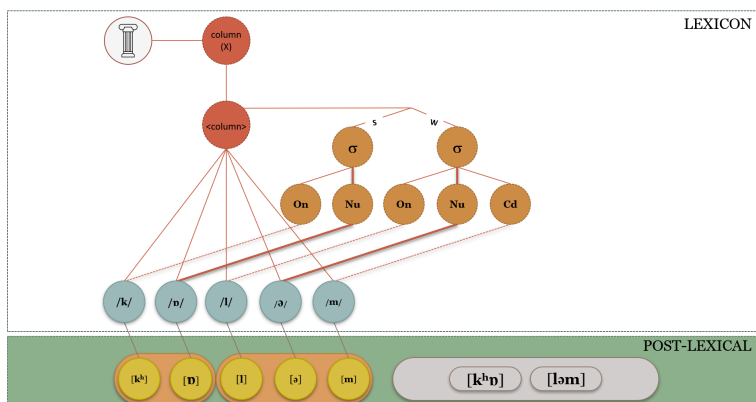 LEXICON
column
(X)
<column>
s w
σ σ
On Nu On Nu Cd
/k/ /ɒ/ /l/ /ə/ /m/
POST-LEXICAL
[kʰ] [ɒ] [l] [ə] [m] [kʰɒ] [ləm]